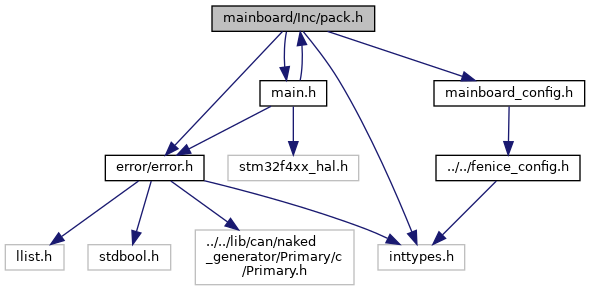 mainboard/Inc/pack.h
main.h
mainboard_config.h
error/error.h
stm32f4xx_hal.h
../../fenice_config.h
llist.h
stdbool.h
../../lib/can/naked
_generator/Primary/c
/Primary.h
inttypes.h